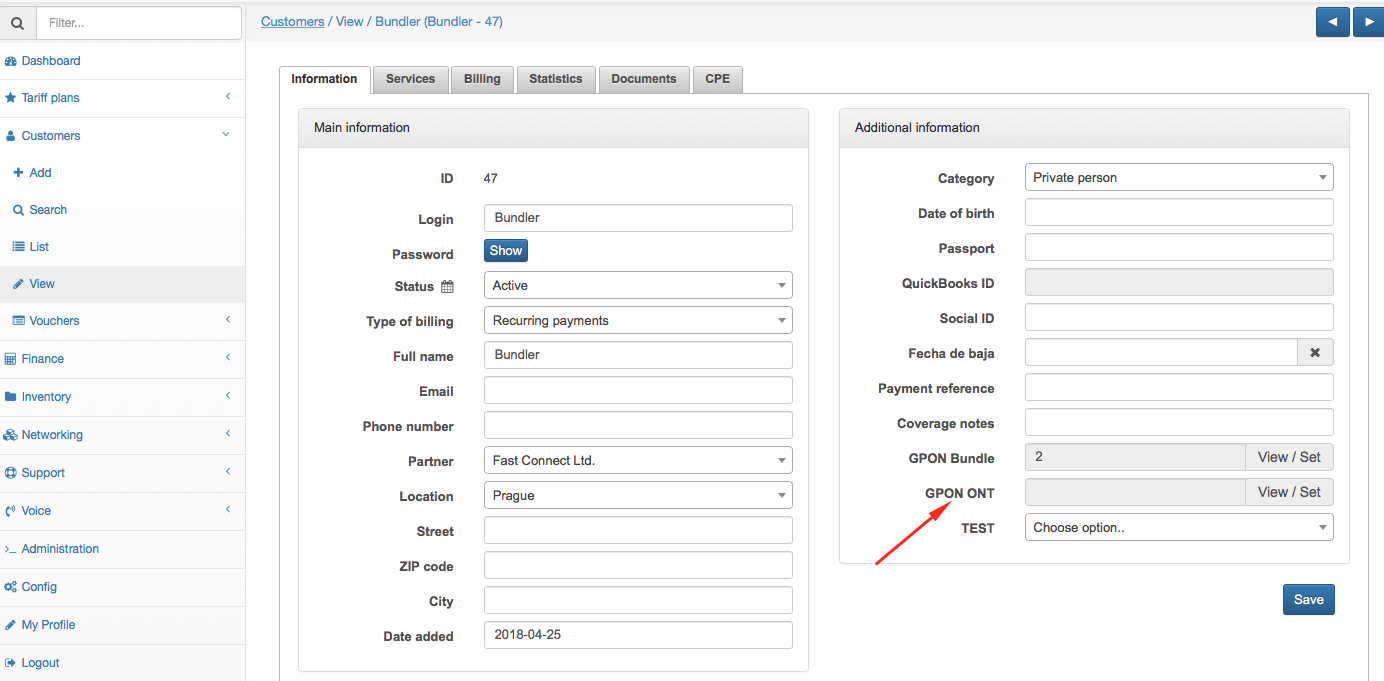 Filter...
Dashboard
Tariff plans
Customers
Add
Search
List
View
Vouchers
Finance
Inventory
Networking
Support
Voice
Administration
Config
My Profile
Logout
Customers / View / Bundler (Bundler - 47)
Information Services Billing Statistics Documents CPE
Main information
ID 47
Login Bundler
Password Show
Status Active
Type of billing Recurring payments
Full name Bundler
Email
Phone number
Partner Fast Connect Ltd.
Location Prague
Street
ZIP code
City
Date added 2018-04-25
Additional information
Category Private person
Date of birth
Passport
QuickBooks ID
Social ID
Fecha de baja
Payment reference
Coverage notes
GPON Bundle 2 View / Set
GPON ONT View / Set
TEST Choose option..
Save